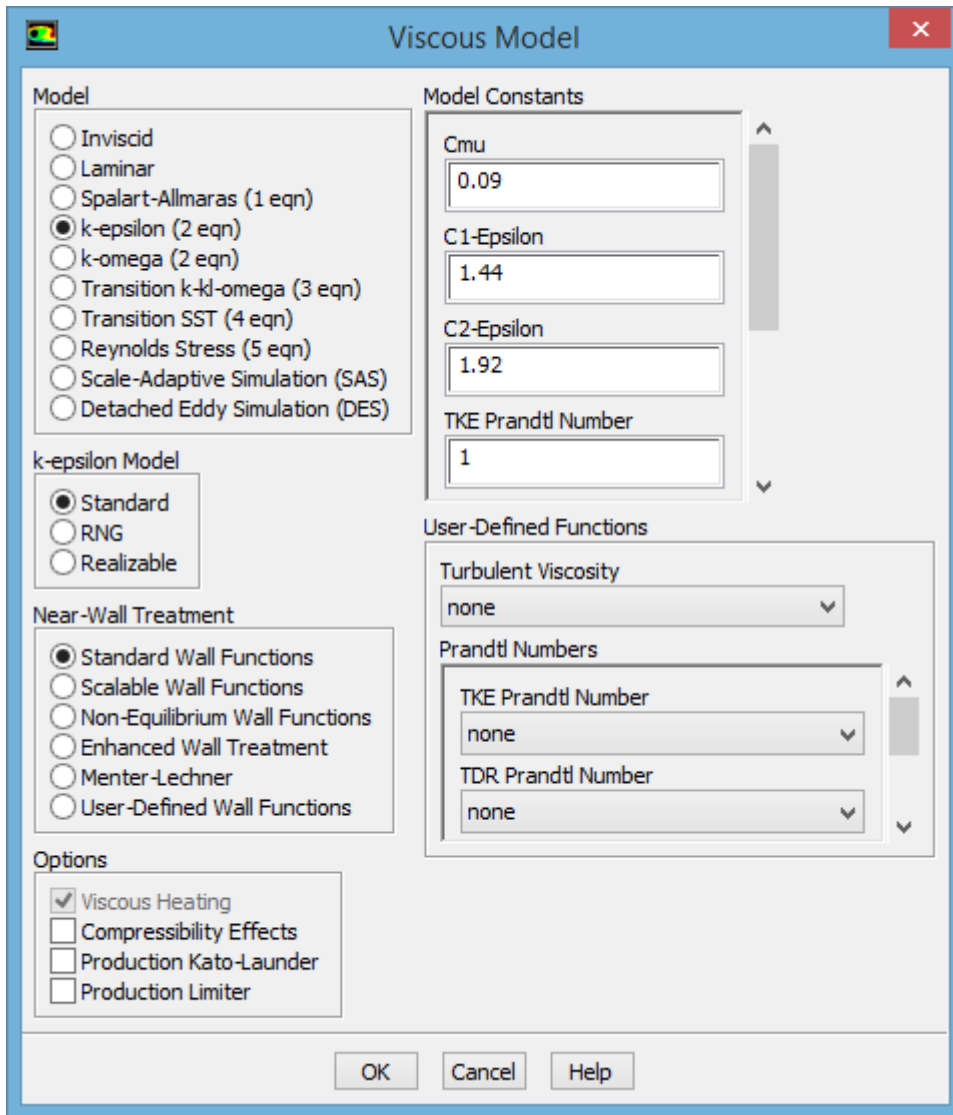 Viscous Model
Model
Inviscid
Laminar
Spalart-Allmaras (1 eqn)
k-epsilon (2 eqn)
k-omega (2 eqn)
Transition k-kl-omega (3 eqn)
Transition SST (4 eqn)
Reynolds Stress (5 eqn)
Scale-Adaptive Simulation (SAS)
Detached Eddy Simulation (DES)
k-epsilon Model
Standard
RNG
Realizable
Near-Wall Treatment
Standard Wall Functions
Scalable Wall Functions
Non-Equilibrium Wall Functions
Enhanced Wall Treatment
Menter-Lechner
User-Defined Wall Functions
Options
Viscous Heating
Compressibility Effects
Production Kato-Launder
Production Limiter
Model Constants
Cmu
0.09
C1-Epsilon
1.44
C2-Epsilon
1.92
TKE Prandtl Number
1
User-Defined Functions
Turbulent Viscosity
none
Prandtl Numbers
TKE Prandtl Number
none
TDR Prandtl Number
none
OK
Cancel
Help